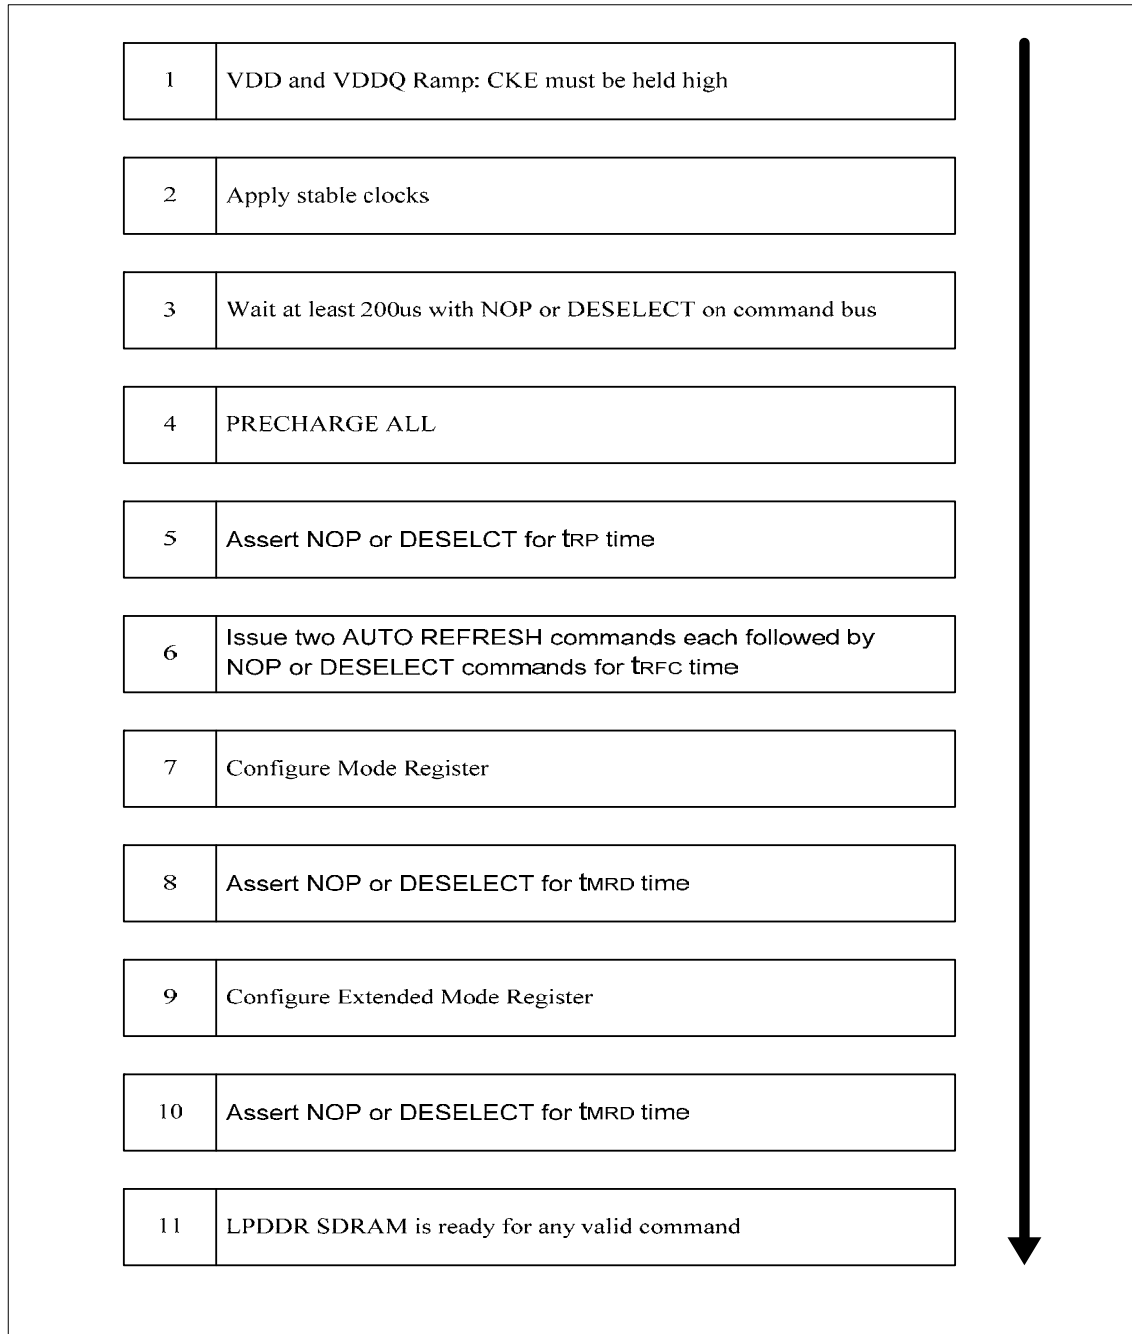 1 VDD and VDDQ Ramp: CKE must be held high
2 Apply stable clocks
3 Wait at least 200us with NOP or DESELECT on command bus
4 PRECHARGE ALL
5 Assert NOP or DESELCT for tRP time
6 Issue two AUTO REFRESH commands each followed by
NOP or DESELECT commands for tRFC time
7 Configure Mode Register
8 Assert NOP or DESELECT for tMRD time
9 Configure Extended Mode Register
10 Assert NOP or DESELECT for tMRD time
11 LPDDR SDRAM is ready for any valid command